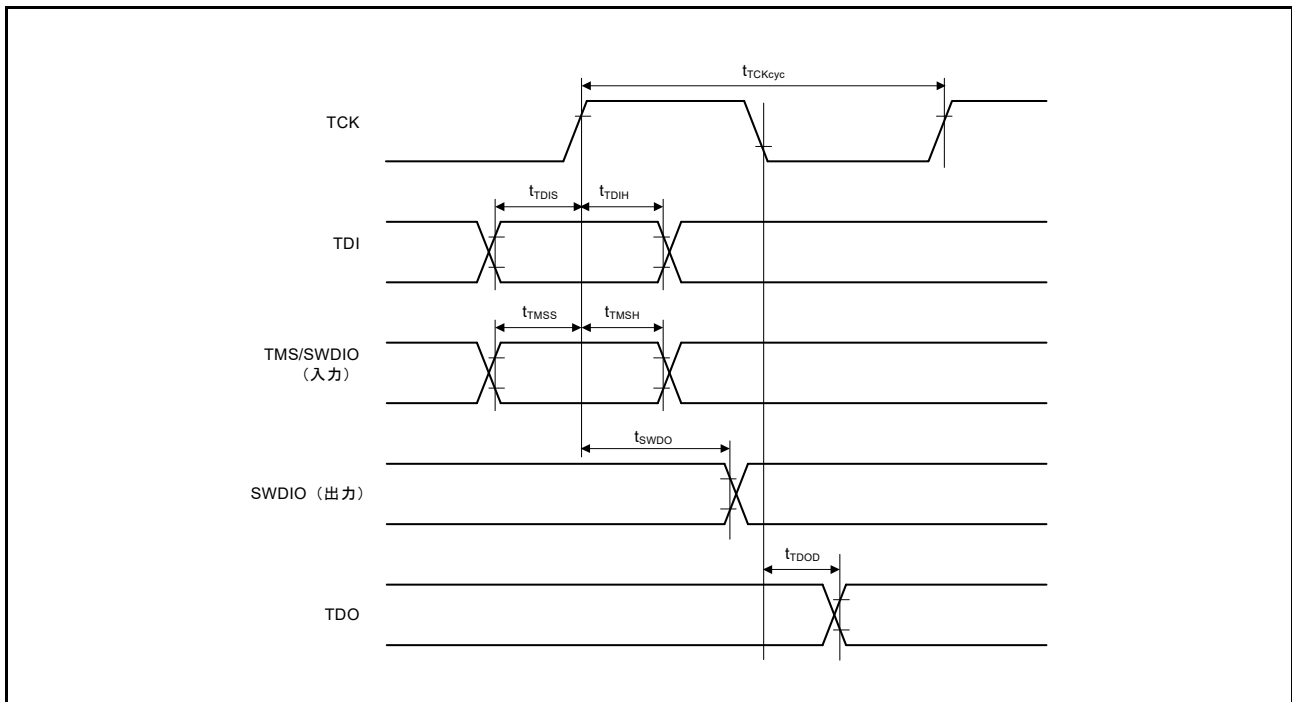 tTCKcyc
TCK
tTDIS
tTDIH
TDI
tTMSS
tTMSH
TMS/SWDIO
（入力）
tSWDO
SWDIO（出力）
tTDOD
TDO